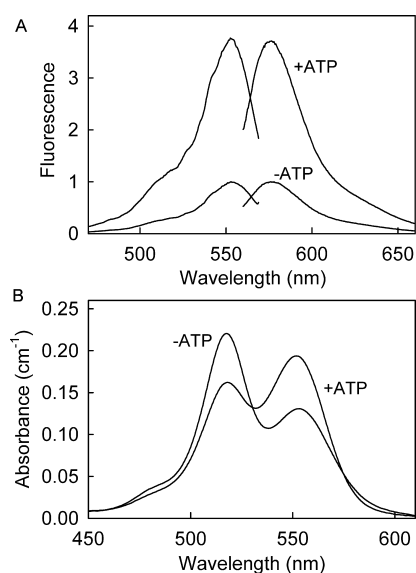 A
4
+ATP
3
Fluorescence
2
-ATP
1
0
500 550 600 650
Wavelength (nm)
B
0.25
-ATP
0.20
+ATP
0.15
Absorbance (cm-1)
0.10
0.05
0.00
450 500 550 600
Wavelength (nm)